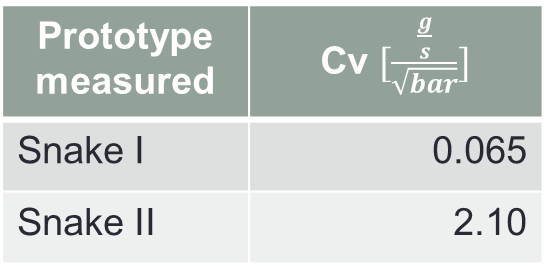 Prototype
measured
Cv [g/s/√bar]
Snake I
0.065
Snake II
2.10